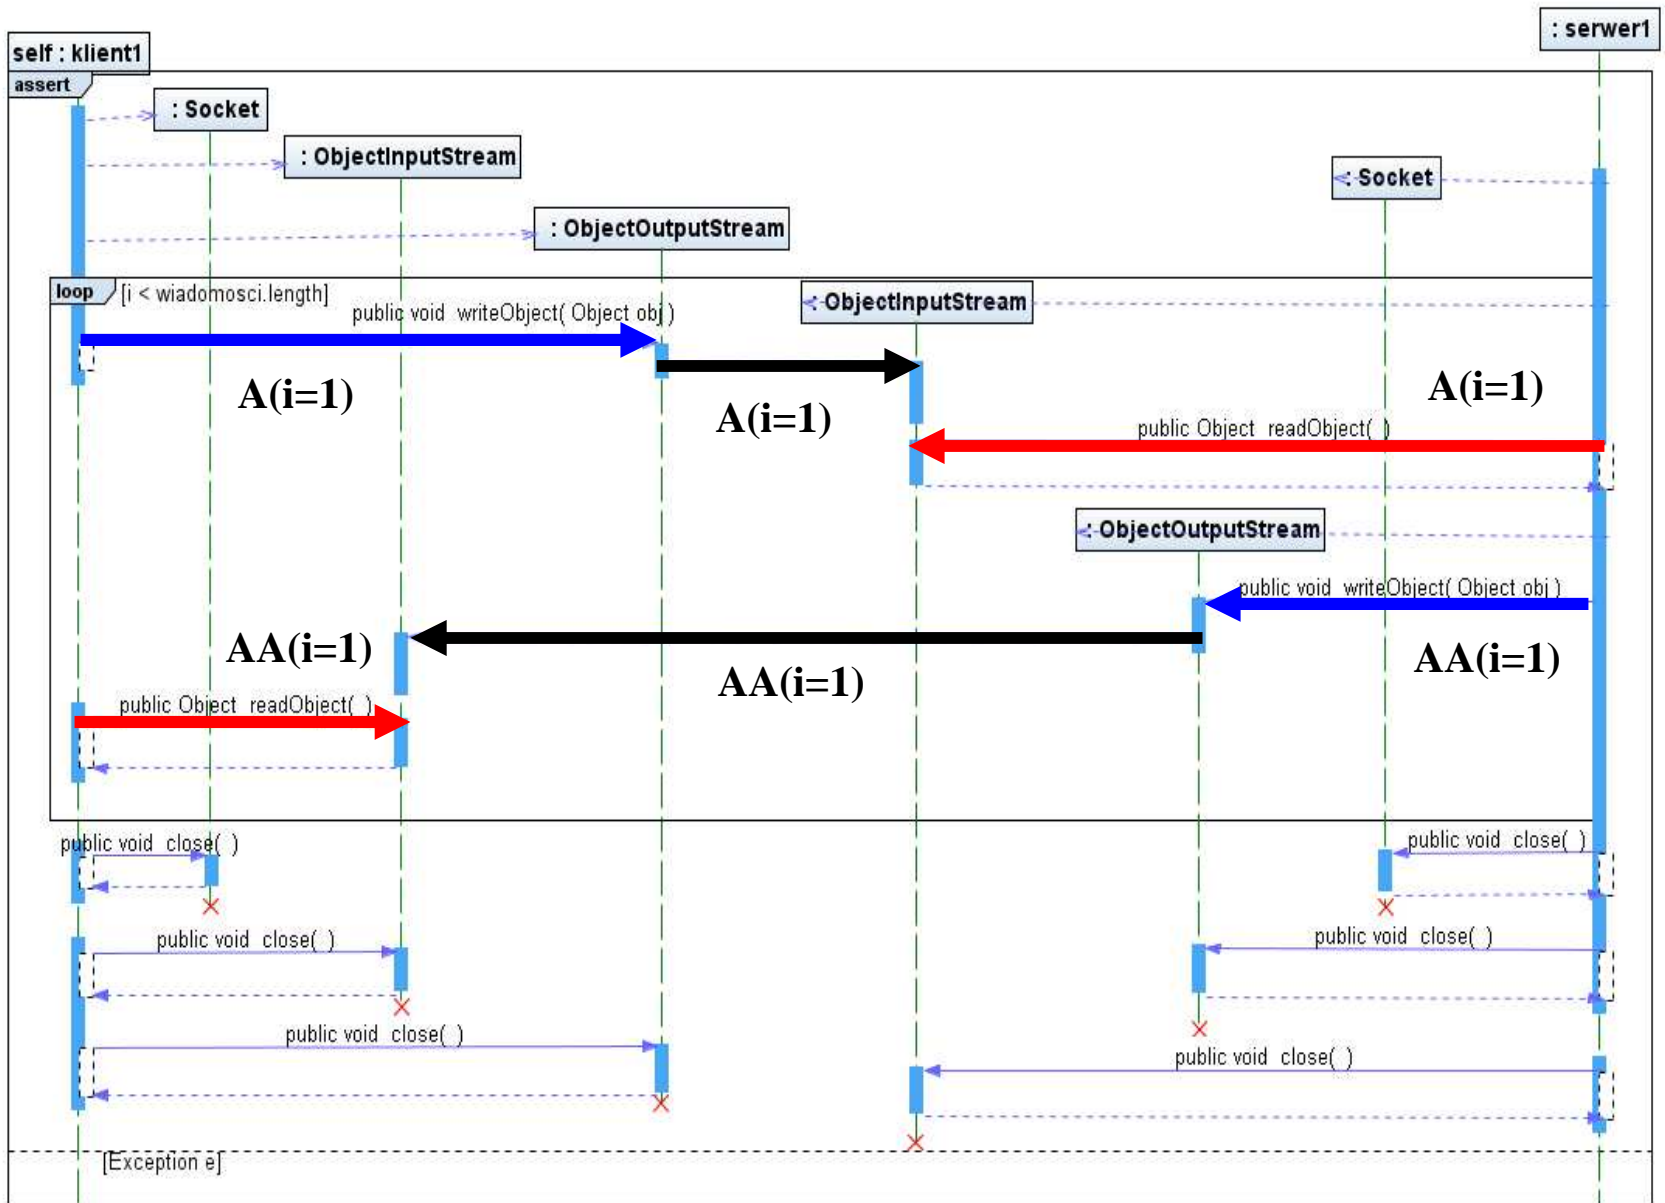 : serwer1
self : klient1
assert
: Socket
: ObjectInputStream
: Socket
: ObjectOutputStream
loop [i < wiadomosci.length]
: ObjectInputStream
public void writeObject( Object obj )
A(i=1)
A(i=1)
A(i=1)
public Object readObject( )
: ObjectOutputStream
public void writeObject( Object obj )
AA(i=1)
AA(i=1)
AA(i=1)
public Object readObject( )
public void close( )
public void close( )
public void close( )
public void close( )
public void close( )
public void close( )
[Exception e]